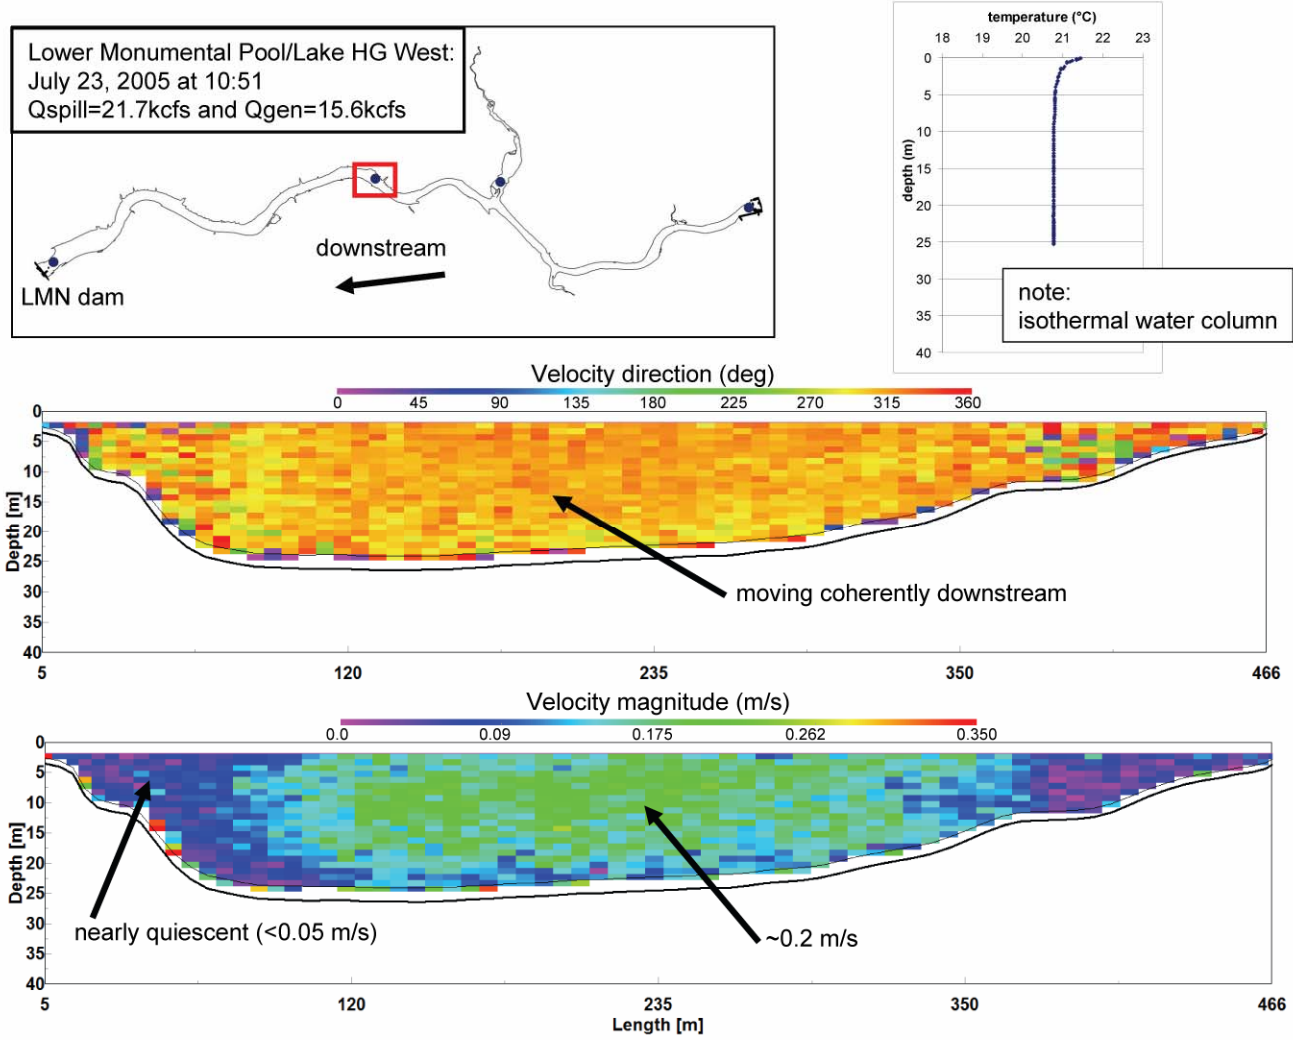 Lower Monumental Pool/Lake HG West:
July 23, 2005 at 10:51
Qspill=21.7kcfs and Qgen=15.6kcfs
downstream
LMN dam
temperature (°C)
18 19 20 21 22 23
0
5
10
15
20
25
30
35
40
depth (m)
note:
isothermal water column
Velocity direction (deg)
0 45 90 135 180 225 270 315 360
0
5
10
15
20
25
30
35
40
Depth [m]
moving coherently downstream
5 120 235 350 466
Velocity magnitude (m/s)
0.0 0.09 0.175 0.262 0.350
0
5
10
15
20
25
30
35
40
Depth [m]
nearly quiescent (<0.05 m/s)
~0.2 m/s
5 120 235 350 466
Length [m]